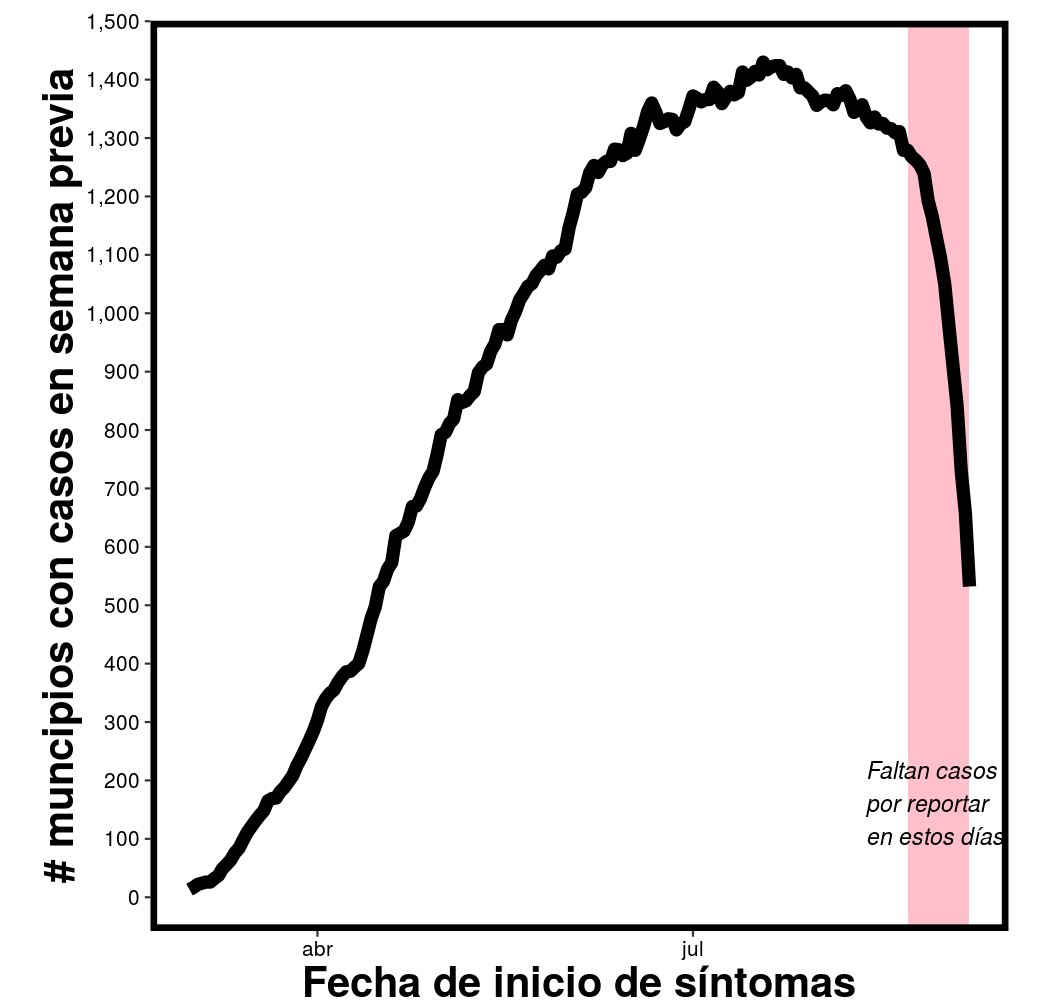 # muncipios con casos en semana previa
1,500
1,400
1,300
1,200
1,100
1,000
900
800
700
600
500
400
300
200
100
0
Faltan casos
por reportar
en estos días
abr
jul
Fecha de inicio de síntomas